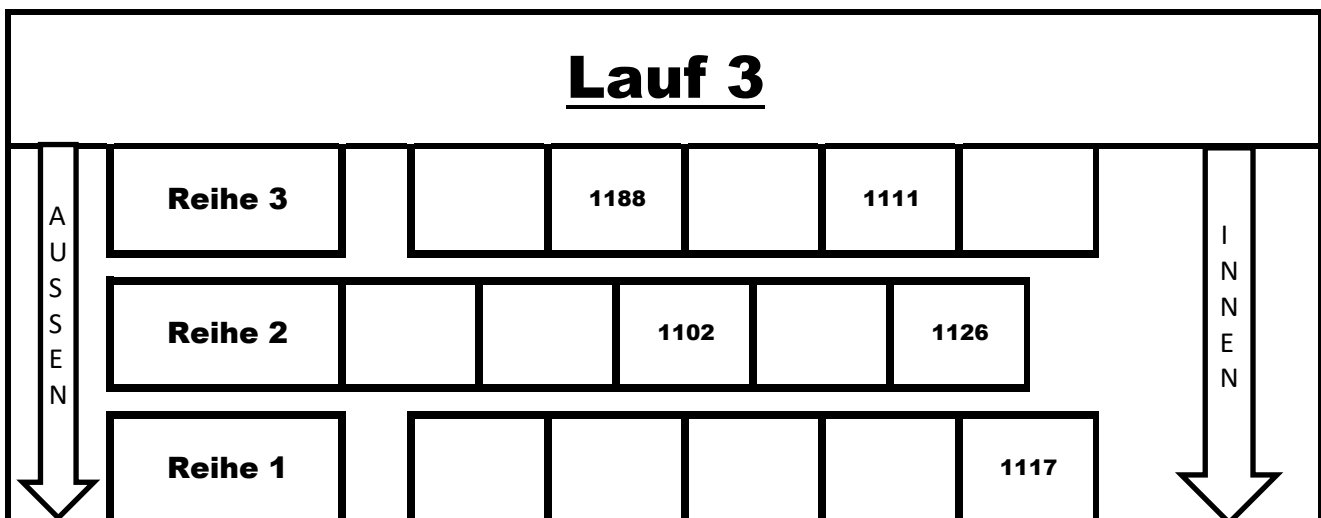 Lauf 3
Reihe 3 1188 1111
Reihe 2 1102 1126
Reihe 1 1117
AUSSEN
INNEN